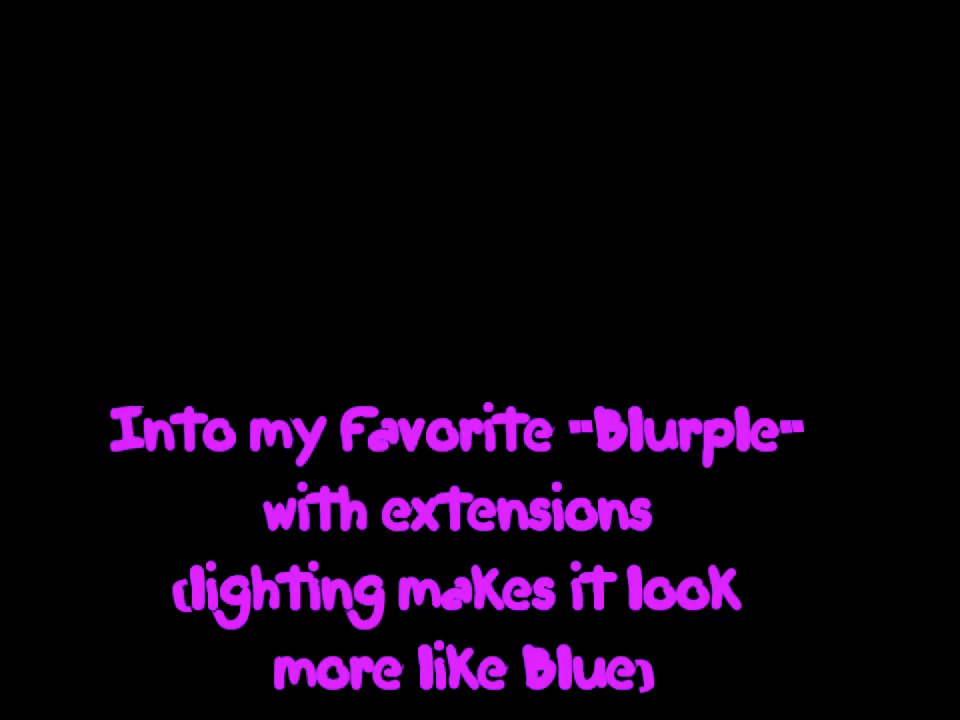 Into my Favorite "Blurple"
with extensions
(lighting makes it look
more like Blue)